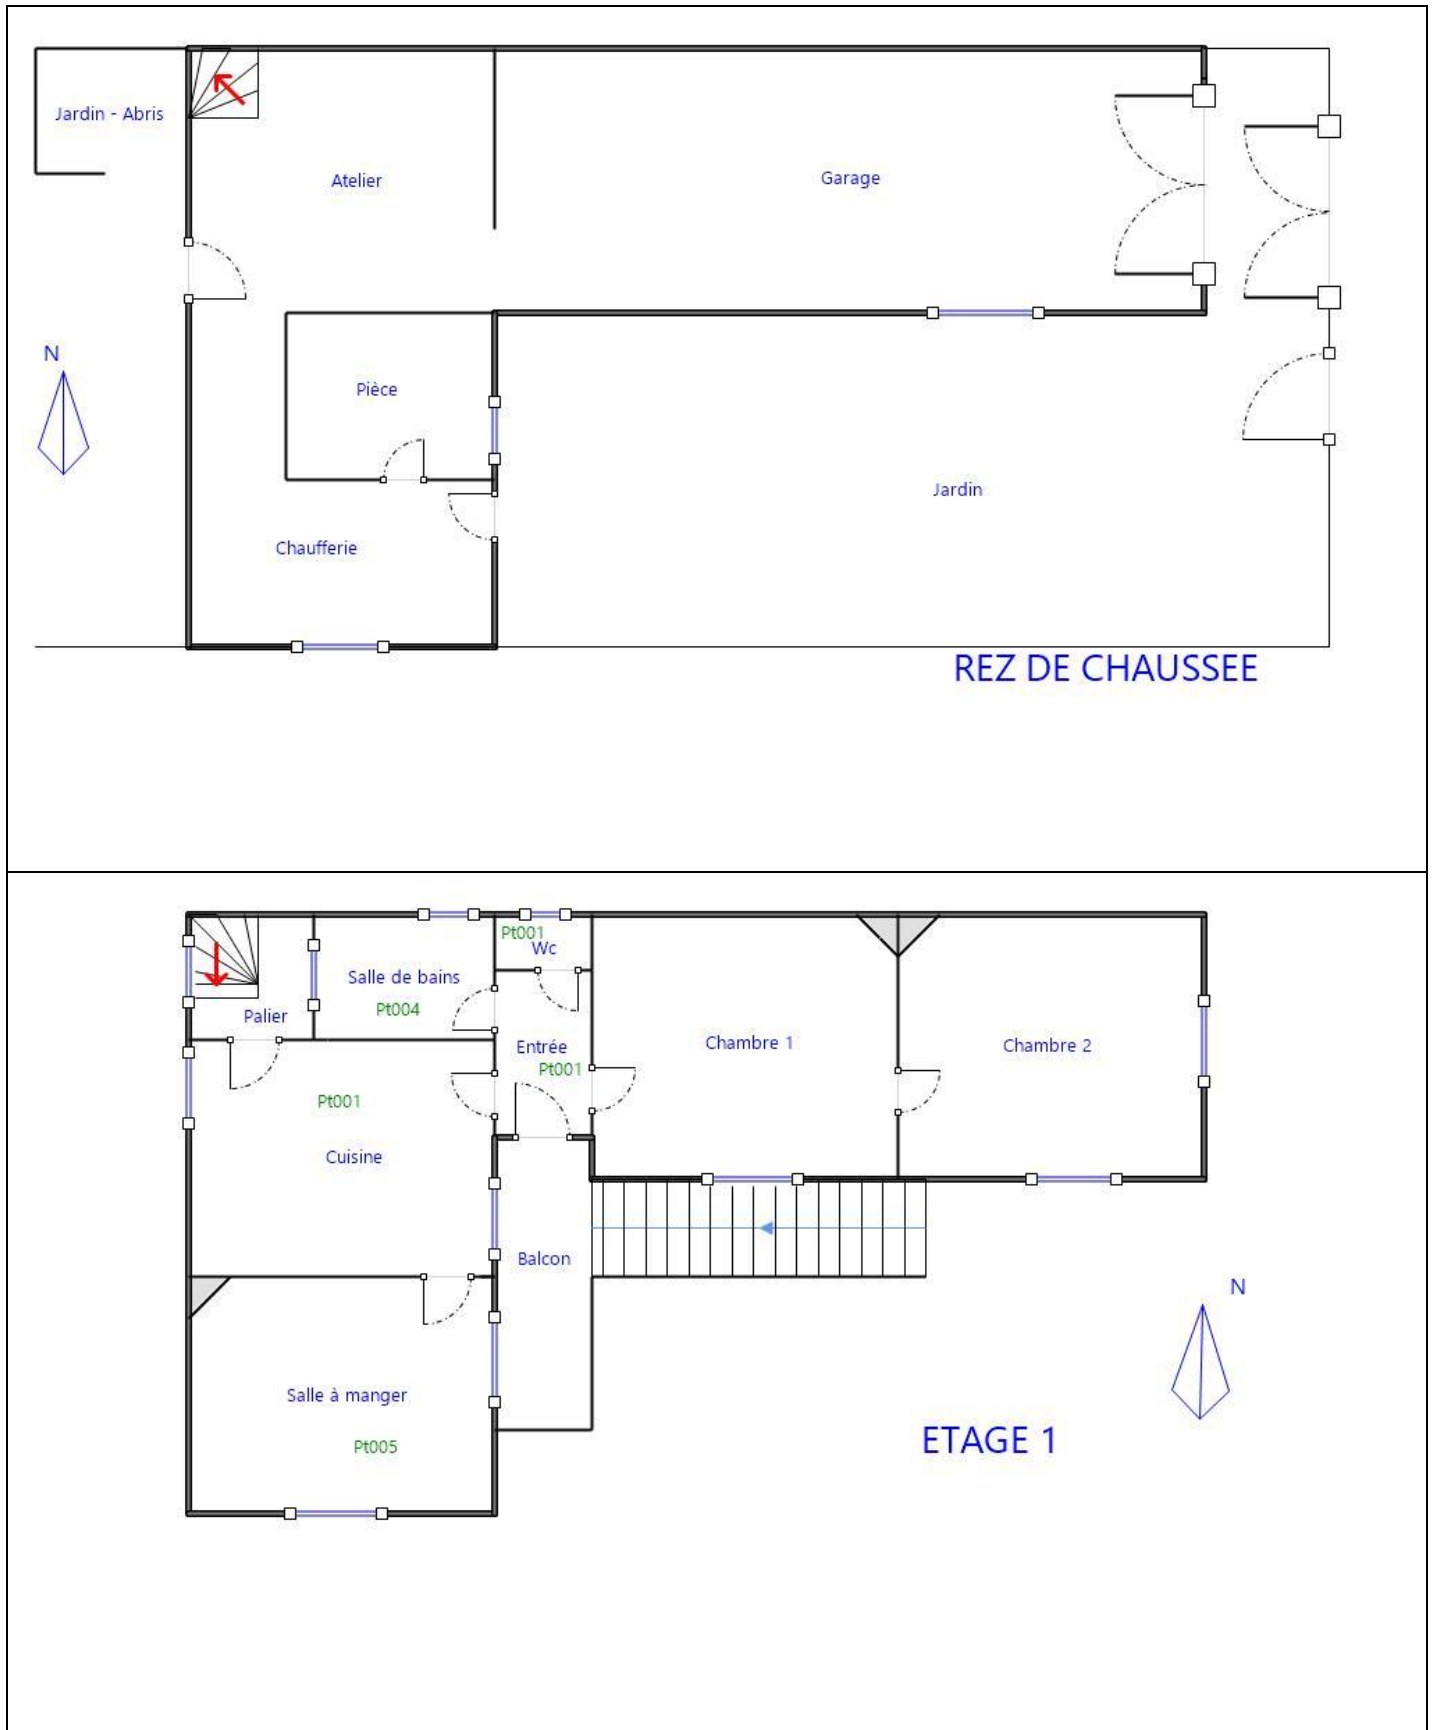 Jardin - Abris
Atelier
Garage
N
Pièce
Jardin
Chaufferie
REZ DE CHAUSSEE
Pt001
Wc
Salle de bains
Pt004
Palier
Entrée
Pt001
Chambre 1
Chambre 2
Pt001
Cuisine
Balcon
N
Salle à manger
Pt005
ETAGE 1